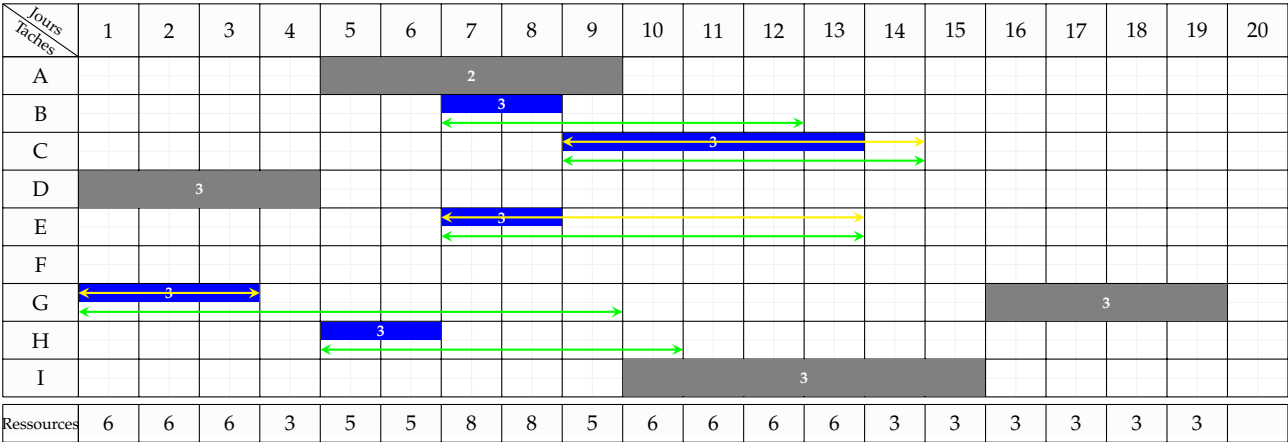 Jours
Taches
1 2 3 4 5 6 7 8 9 10 11 12 13 14 15 16 17 18 19 20
A 2
B 3
C 3
D 3
E 3
F
G 3 3
H 3
I 3
Ressources 6 6 6 3 5 5 8 8 5 6 6 6 6 3 3 3 3 3 3